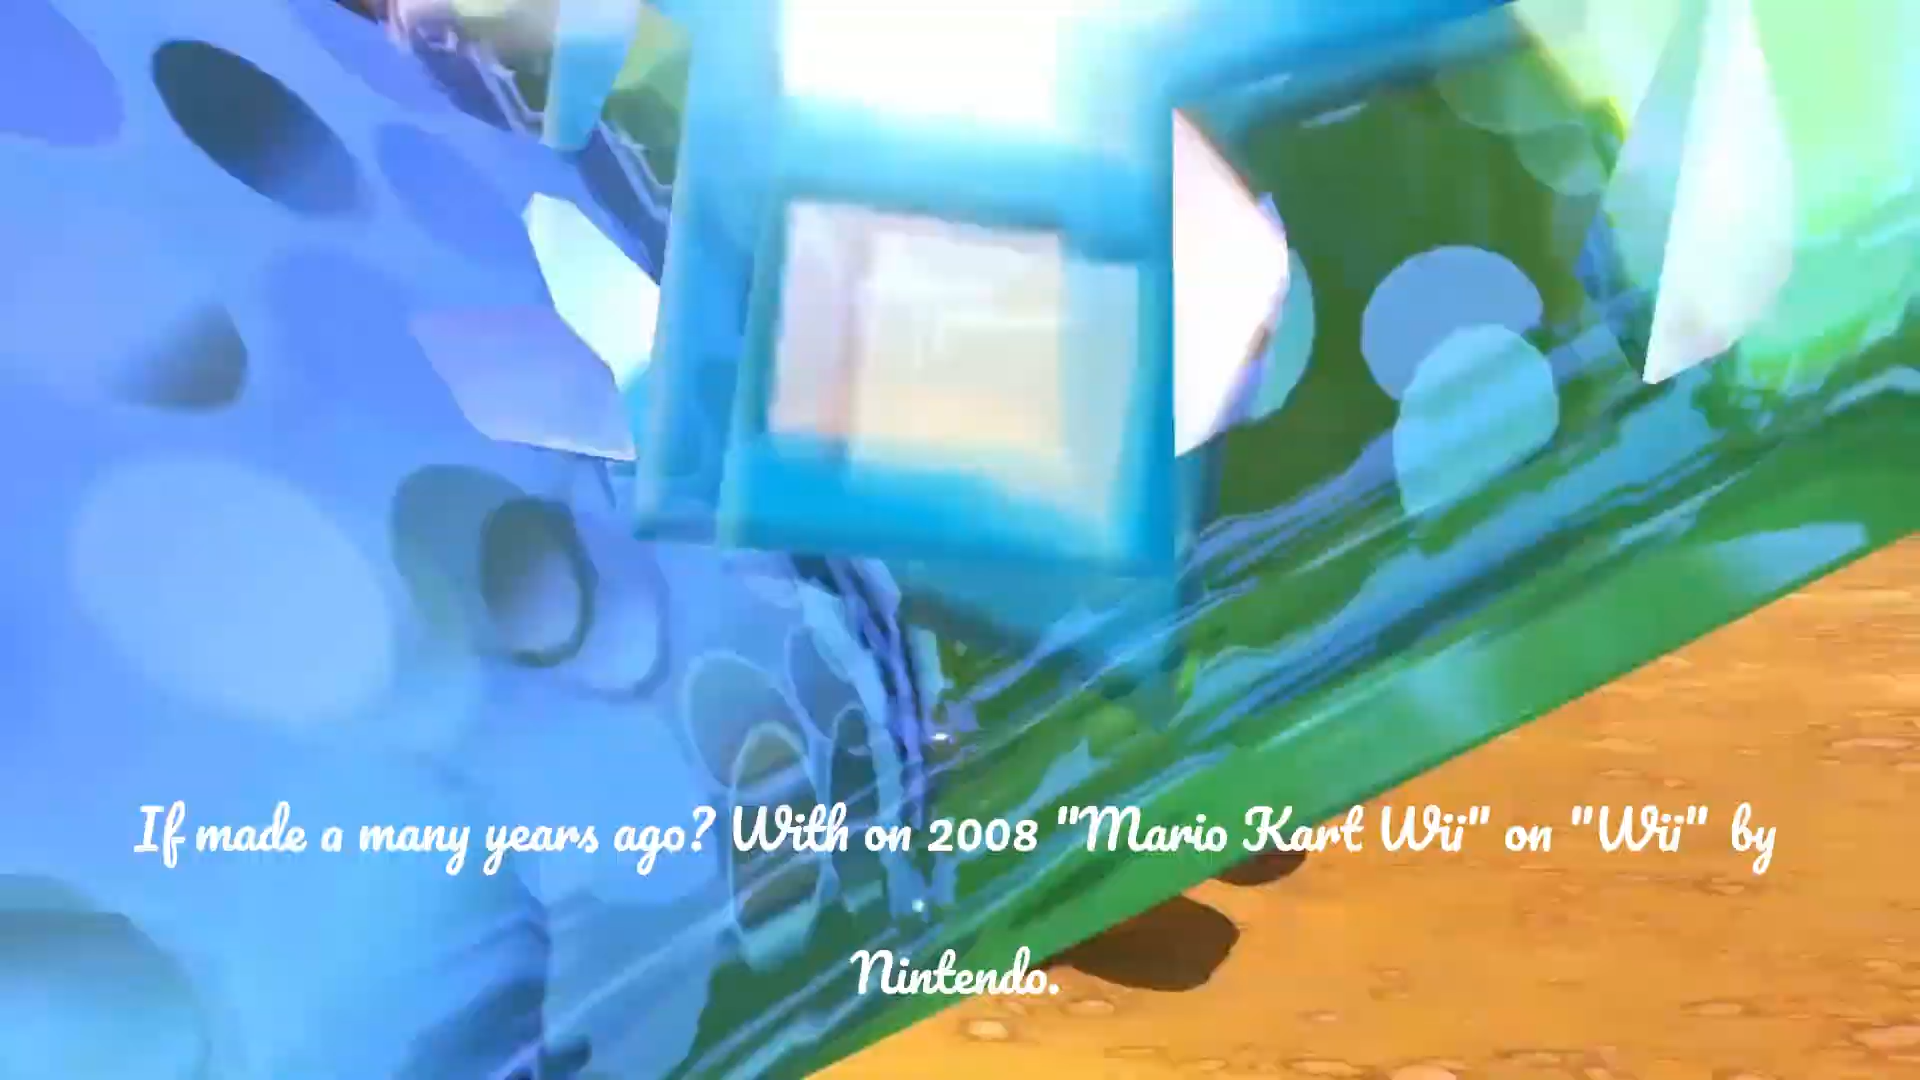 If made a many years ago? With on 2008 "Mario Kart Wii" on "Wii" by
Nintendo.